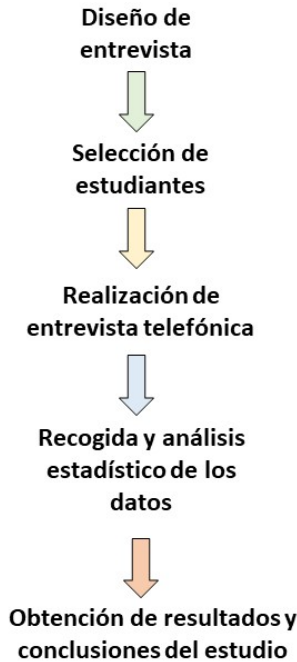 Diseño de
entrevista
Selección de
estudiantes
Realización de
entrevista telefónica
Recogida y análisis
estadístico de los
datos
Obtención de resultados y
conclusiones del estudio